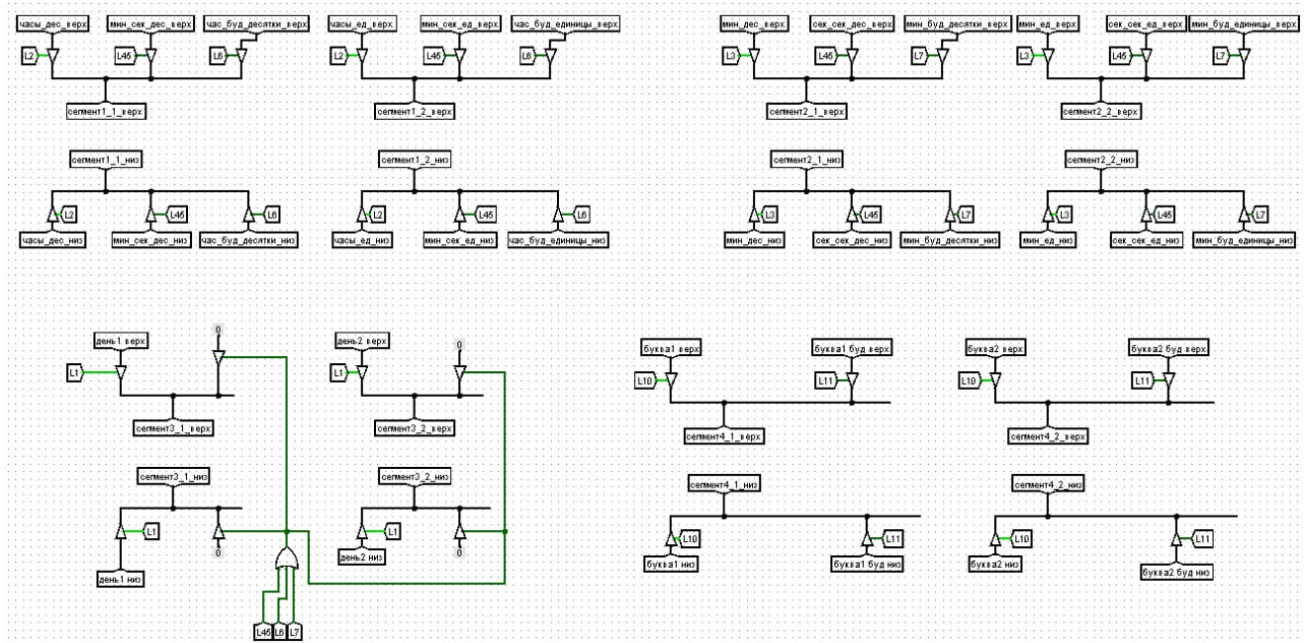 часы_дес_верх мин_сек_дес_верх час_буд_десятки_верх часы_ед_верх мин_сек_ед_верх час_буд_единицы_верх мин_дес_верх сек_сек_дес_верх мин_буд_десятки_верх мин_ед_верх сек_сек_ед_верх мин_буд_единицы_верх
L2 L45 L6 L2 L45 L6 L3 L45 L7 L3 L45 L7
сегмент1_1_верх сегмент1_2_верх сегмент2_1_верх сегмент2_2_верх
сегмент1_1_низ сегмент1_2_низ сегмент2_1_низ сегмент2_2_низ
L2 L45 L6 L2 L45 L6 L3 L45 L7 L3 L45 L7
часы_дес_низ мин_сек_дес_низ час_буд_десятки_низ часы_ед_низ мин_сек_ед_низ час_буд_единицы_низ мин_дес_низ сек_сек_дес_низ мин_буд_десятки_низ мин_ед_низ сек_сек_ед_низ мин_буд_единицы_низ
0 0
день1 верх день2 верх буква1 верх буква1 буд верх буква2 верх буква2 буд верх
L1 L1 L10 L11 L10 L11
сегмент3_1_верх сегмент3_2_верх сегмент4_1_верх сегмент4_2_верх
сегмент3_1_низ сегмент3_2_низ сегмент4_1_низ сегмент4_2_низ
L1 L1 L10 L11 L10 L11
0 0
день1 низ день2 низ буква1 низ буква1 буд низ буква2 низ буква2 буд низ
L45 L6 L7